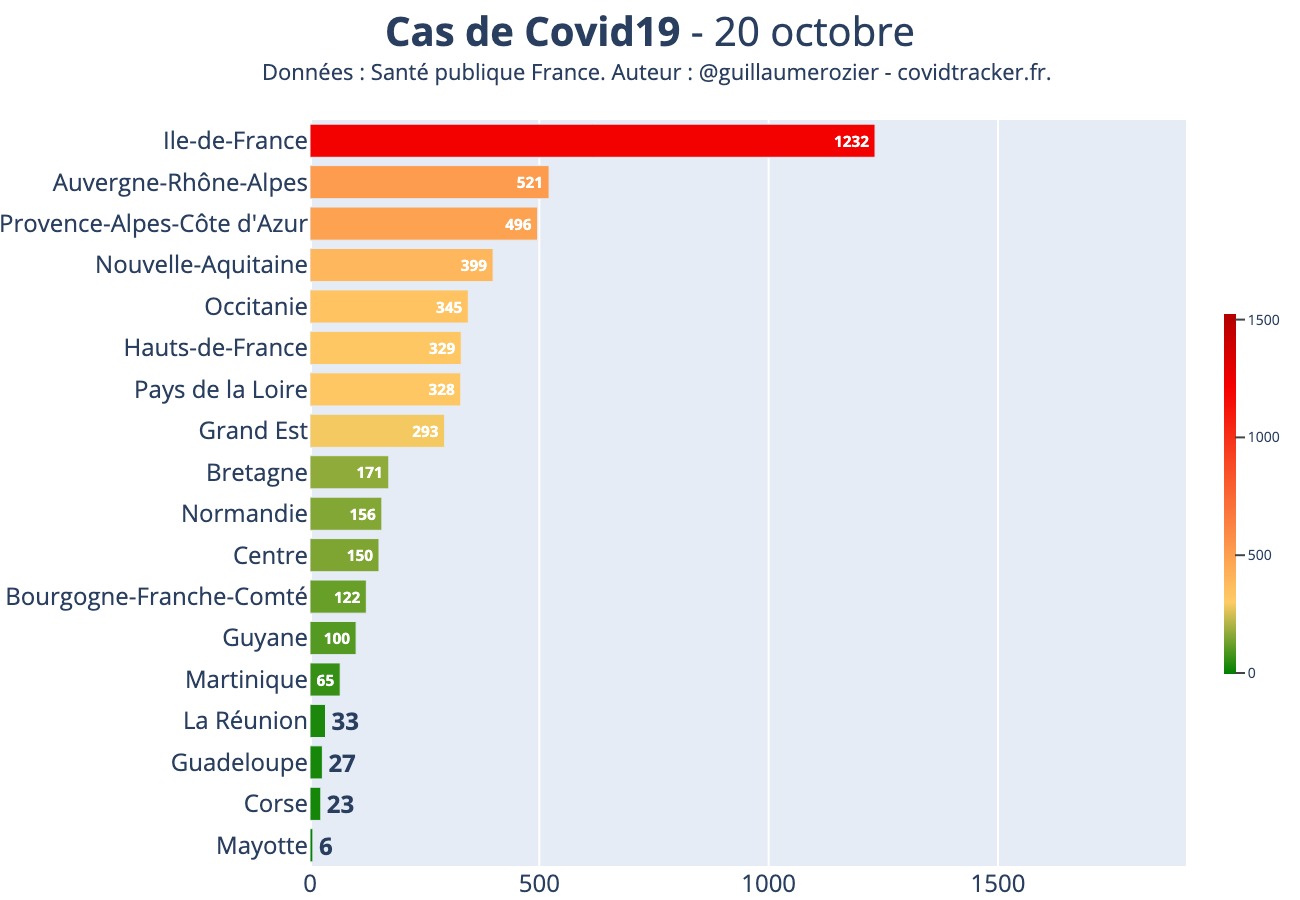 Cas de Covid19 - 20 octobre
Données : Santé publique France. Auteur : @guillaumerozier - covidtracker.fr.
Ile-de-France 1232
Auvergne-Rhône-Alpes 521
Provence-Alpes-Côte d'Azur 496
Nouvelle-Aquitaine 399
Occitanie 345
Hauts-de-France 329
Pays de la Loire 328
Grand Est 293
Bretagne 171
Normandie 156
Centre 150
Bourgogne-Franche-Comté 122
Guyane 100
Martinique 65
La Réunion 33
Guadeloupe 27
Corse 23
Mayotte 6
0 500 1000 1500
1500
1000
500
0